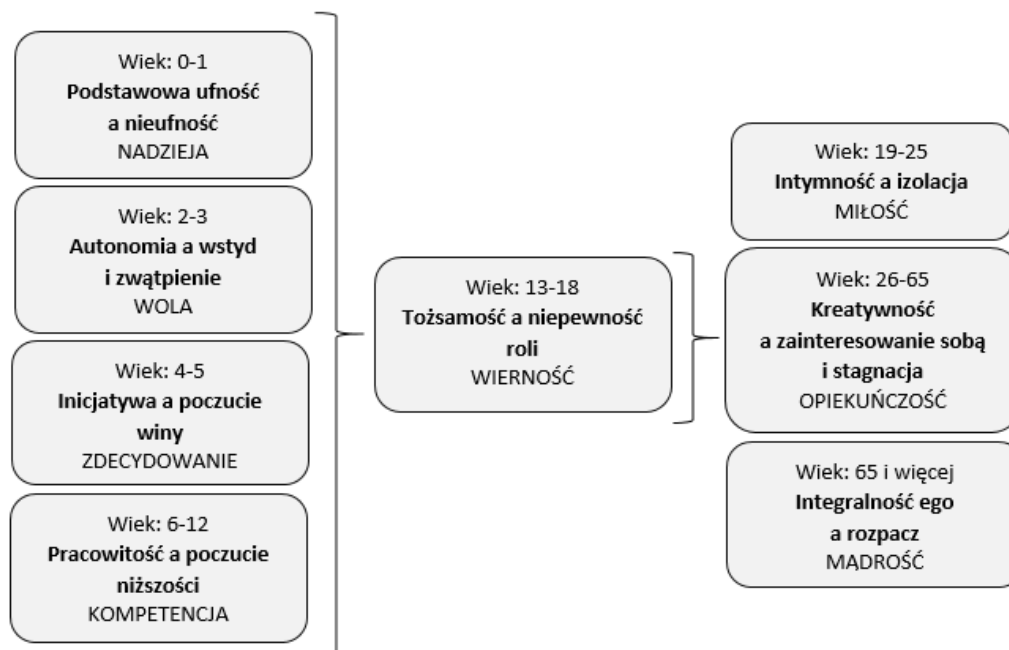 Wiek: 0-1
Podstawowa ufność
a nieufność
NADZIEJA
Wiek: 2-3
Autonomia a wstyd
i zwątpienie
WOLA
Wiek: 4-5
Inicjatywa a poczucie
winy
ZDECYDOWANIE
Wiek: 6-12
Pracowitość a poczucie
niższości
KOMPETENCJA
Wiek: 13-18
Tożsamość a niepewność
roli
WIERNOŚĆ
Wiek: 19-25
Intymność a izolacja
MIŁOŚĆ
Wiek: 26-65
Kreatywność
a zainteresowanie sobą
i stagnacja
OPIEKUŃCZOŚĆ
Wiek: 65 i więcej
Integralność ego
a rozpacz
MĄDROŚĆ